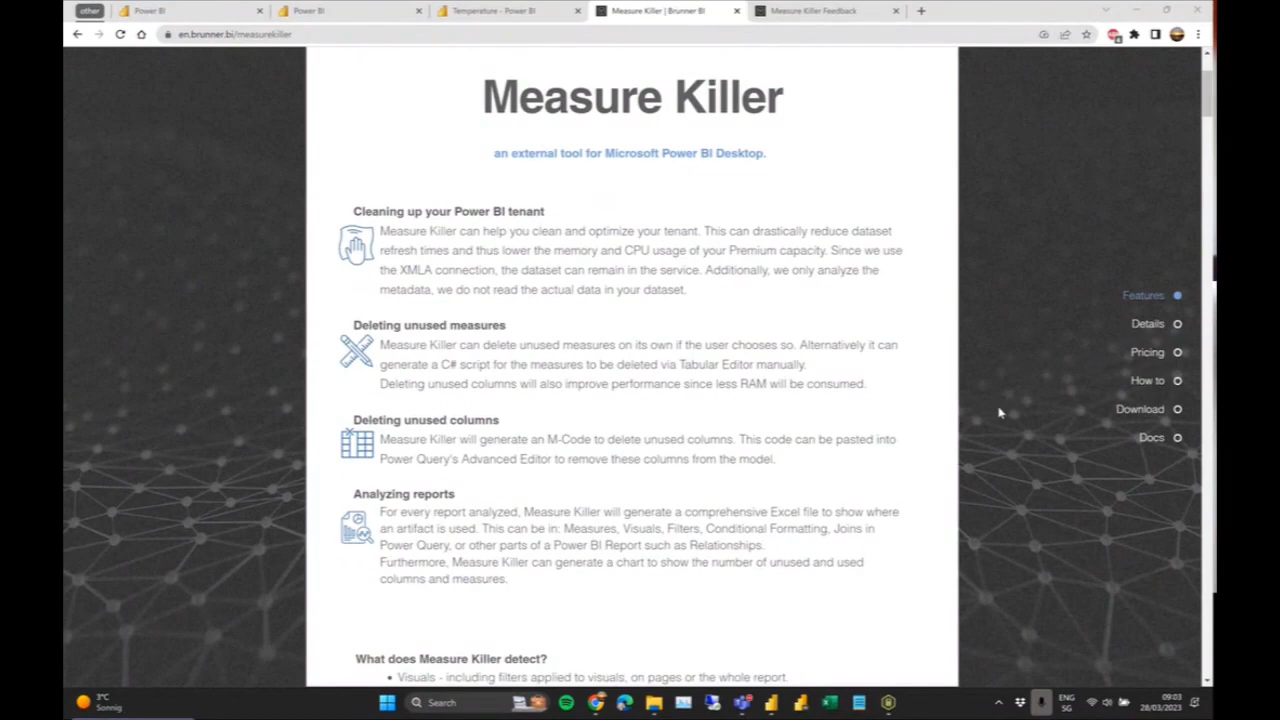 other
Power BI
Power BI
Temperature - Power BI
Measure Killer | Brunner BI
Measure Killer Feedback
en.brunner.bi/measurekiller
Measure Killer
an external tool for Microsoft Power BI Desktop.
Cleaning up your Power BI tenant
Measure Killer can help you clean and optimize your tenant. This can drastically reduce dataset
refresh times and thus lower the memory and CPU usage of your Premium capacity. Since we use
the XMLA connection, the dataset can remain in the service. Additionally, we only analyze the
metadata, we do not read the actual data in your dataset.
Deleting unused measures
Measure Killer can delete unused measures on its own if the user chooses so. Alternatively it can
generate a C# script for the measures to be deleted via Tabular Editor manually.
Deleting unused columns will also improve performance since less RAM will be consumed.
Deleting unused columns
Measure Killer will generate an M-Code to delete unused columns. This code can be pasted into
Power Query's Advanced Editor to remove these columns from the model.
Analyzing reports
For every report analyzed, Measure Killer will generate a comprehensive Excel file to show where
an artifact is used. This can be in: Measures, Visuals, Filters, Conditional Formatting, Joins in
Power Query, or other parts of a Power BI Report such as Relationships.
Furthermore, Measure Killer can generate a chart to show the number of unused and used
columns and measures.
What does Measure Killer detect?
• Visuals - including filters applied to visuals, on pages or the whole report.
Features
Details
Pricing
How to
Download
Docs
3°C
Sonnig
Search
ENG
SG
09:03
28/03/2023